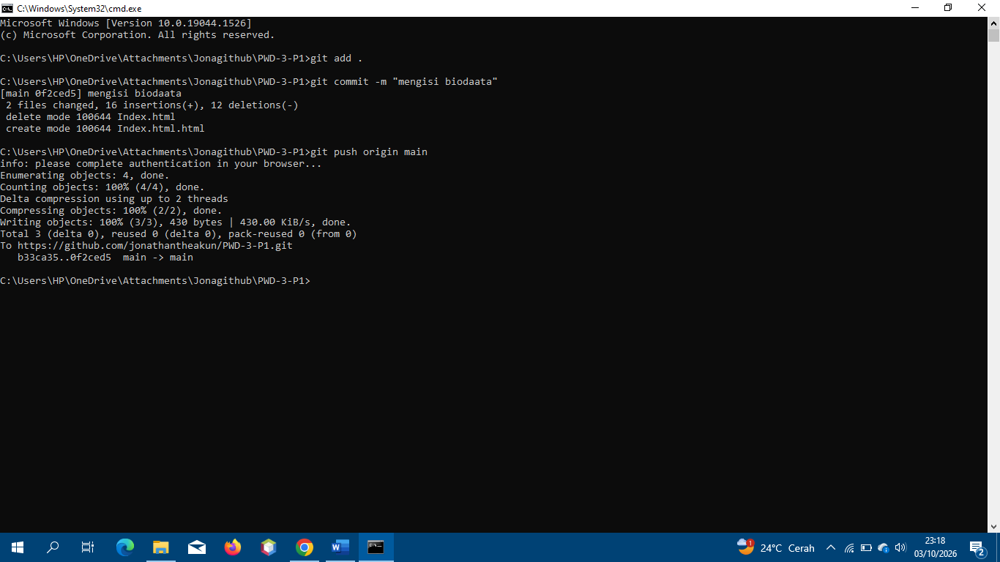 C:\Windows\System32\cmd.exe
Microsoft Windows [Version 10.0.19044.1526]
(c) Microsoft Corporation. All rights reserved.
C:\Users\HP\OneDrive\Attachments\Jonagithub\PWD-3-P1>git add .
C:\Users\HP\OneDrive\Attachments\Jonagithub\PWD-3-P1>git commit -m "mengisi biodaata"
[main 0f2ced5] mengisi biodaata
 2 files changed, 16 insertions(+), 12 deletions(-)
 delete mode 100644 Index.html
 create mode 100644 Index.html.html
C:\Users\HP\OneDrive\Attachments\Jonagithub\PWD-3-P1>git push origin main
info: please complete authentication in your browser...
Enumerating objects: 4, done.
Counting objects: 100% (4/4), done.
Delta compression using up to 2 threads
Compressing objects: 100% (2/2), done.
Writing objects: 100% (3/3), 430 bytes | 430.00 KiB/s, done.
Total 3 (delta 0), reused 0 (delta 0), pack-reused 0 (from 0)
To https://github.com/jonathantheakun/PWD-3-P1.git
   b33ca35..0f2ced5  main -> main
C:\Users\HP\OneDrive\Attachments\Jonagithub\PWD-3-P1>
1 24°C Cerah 23:18
03/10/2026 2